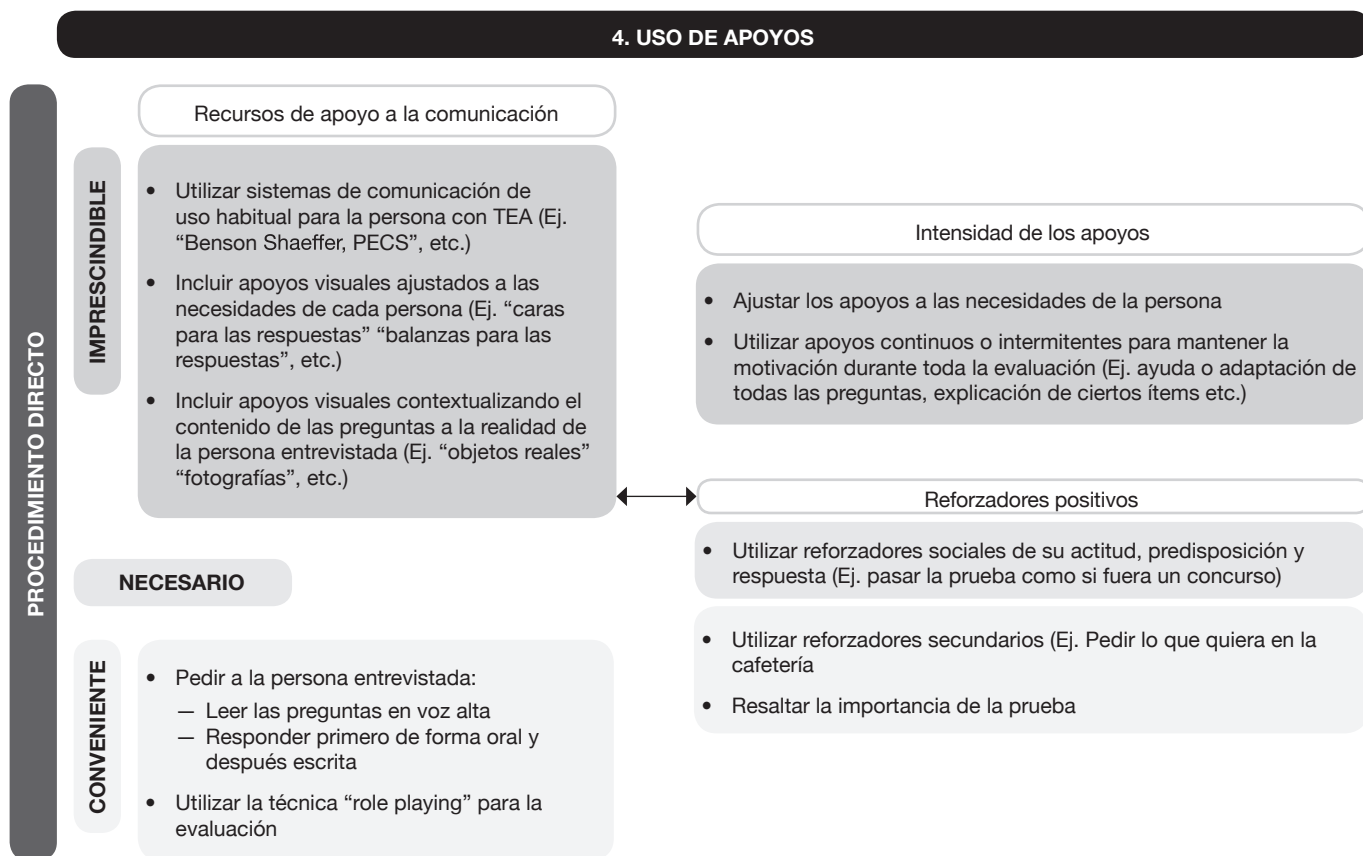 4. USO DE APOYOS
PROCEDIMIENTO DIRECTO
Recursos de apoyo a la comunicación
IMPRESCINDIBLE
• Utilizar sistemas de comunicación de
uso habitual para la persona con TEA (Ej.
“Benson Shaeffer, PECS”, etc.)
• Incluir apoyos visuales ajustados a las
necesidades de cada persona (Ej. “caras
para las respuestas” “balanzas para las
respuestas”, etc.)
• Incluir apoyos visuales contextualizando el
contenido de las preguntas a la realidad de
la persona entrevistada (Ej. “objetos reales”
“fotografías”, etc.)
NECESARIO
CONVENIENTE
• Pedir a la persona entrevistada:
— Leer las preguntas en voz alta
— Responder primero de forma oral y
después escrita
• Utilizar la técnica “role playing” para la
evaluación
Intensidad de los apoyos
• Ajustar los apoyos a las necesidades de la persona
• Utilizar apoyos continuos o intermitentes para mantener la
motivación durante toda la evaluación (Ej. ayuda o adaptación de
todas las preguntas, explicación de ciertos ítems etc.)
Reforzadores positivos
• Utilizar reforzadores sociales de su actitud, predisposición y
respuesta (Ej. pasar la prueba como si fuera un concurso)
• Utilizar reforzadores secundarios (Ej. Pedir lo que quiera en la
cafetería
• Resaltar la importancia de la prueba